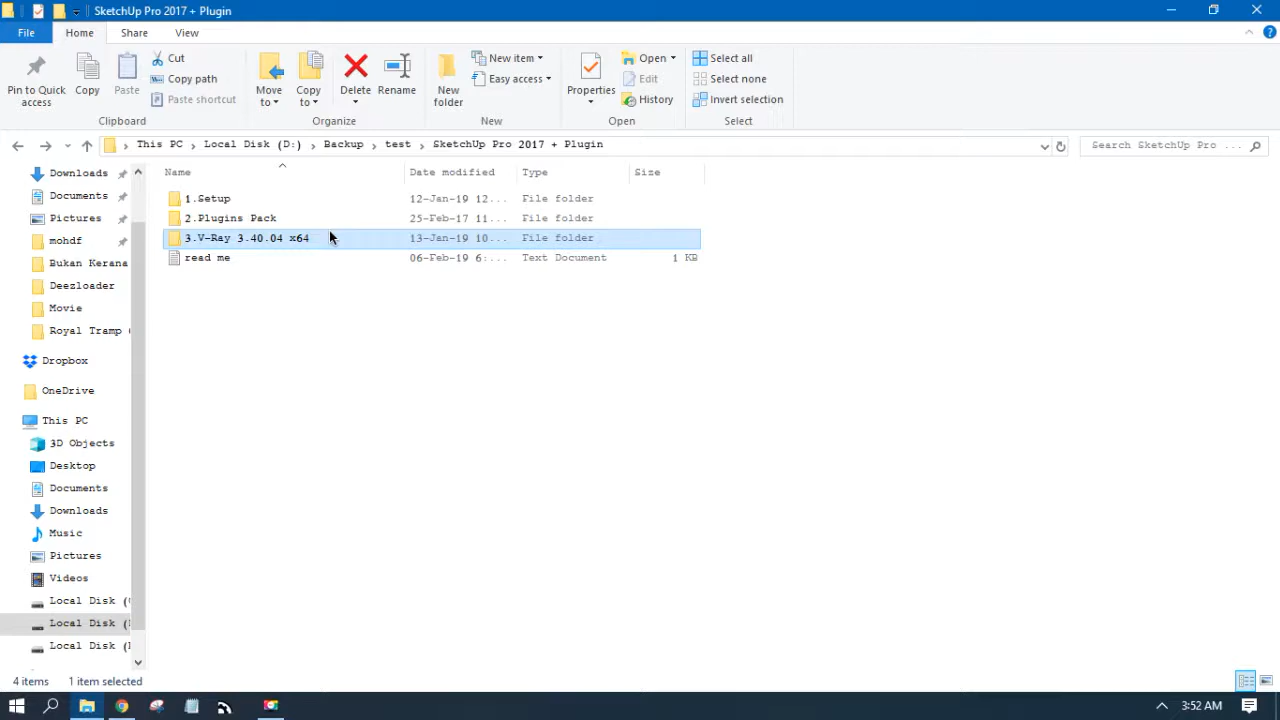 SketchUp Pro 2017 + Plugin
File Home Share View
Pin to Quick access
Copy
Paste
Cut
Copy path
Paste shortcut
Clipboard
Move to
Copy to
Delete
Rename
Organize
New folder
New item
Easy access
New
Properties
Open
Edit
History
Open
Select all
Select none
Invert selection
Select
This PC Local Disk (D:) Backup test SketchUp Pro 2017 + Plugin
Search SketchUp Pro ...
Name Date modified Type Size
1.Setup 12-Jan-19 12... File folder
2.Plugins Pack 25-Feb-17 11... File folder
3.V-Ray 3.40.04 x64 13-Jan-19 10... File folder
read me 06-Feb-19 6:... Text Document 1 KB
Downloads
Documents
Pictures
mohdf
Bukan Kerana
Deezloader
Movie
Royal Tramp (
Dropbox
OneDrive
This PC
3D Objects
Desktop
Documents
Downloads
Music
Pictures
Videos
Local Disk (
Local Disk (
Local Disk (
4 items 1 item selected
3:52 AM